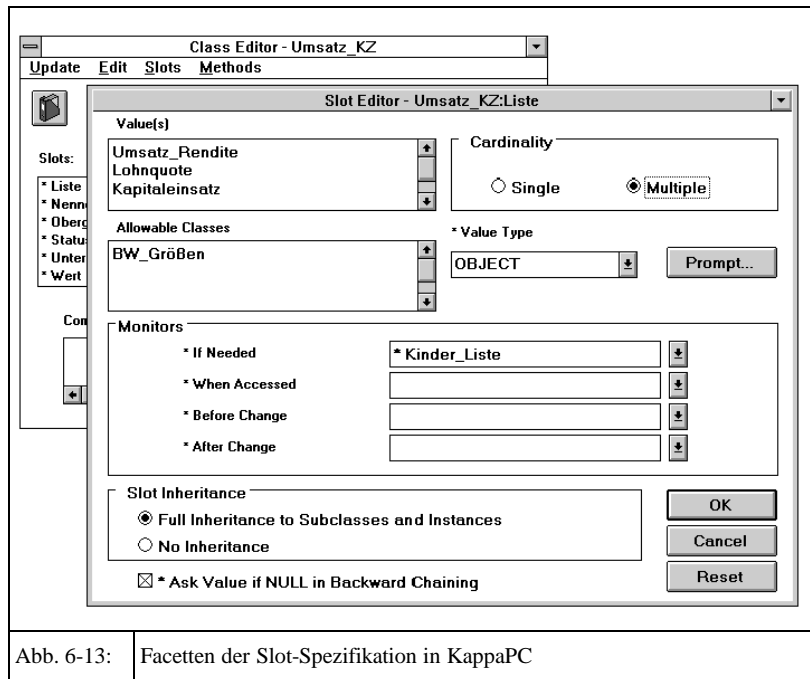 Class Editor - Umsatz_KZ
Update Edit Slots Methods
Slot Editor - Umsatz_KZ:Liste
Value(s)
Umsatz_Rendite
Lohnquote
Kapitaleinsatz
Cardinality
Single
Multiple
Slots:
* Liste
* Nenn
* Oberg
* Statu
* Unter
* Wert
Com
Allowable Classes
BW_Größen
* Value Type
OBJECT
Prompt...
Monitors
* If Needed
* Kinder_Liste
* When Accessed
* Before Change
* After Change
Slot Inheritance
Full Inheritance to Subclasses and Instances
No Inheritance
* Ask Value if NULL in Backward Chaining
OK
Cancel
Reset
Abb. 6-13: Facetten der Slot-Spezifikation in KappaPC